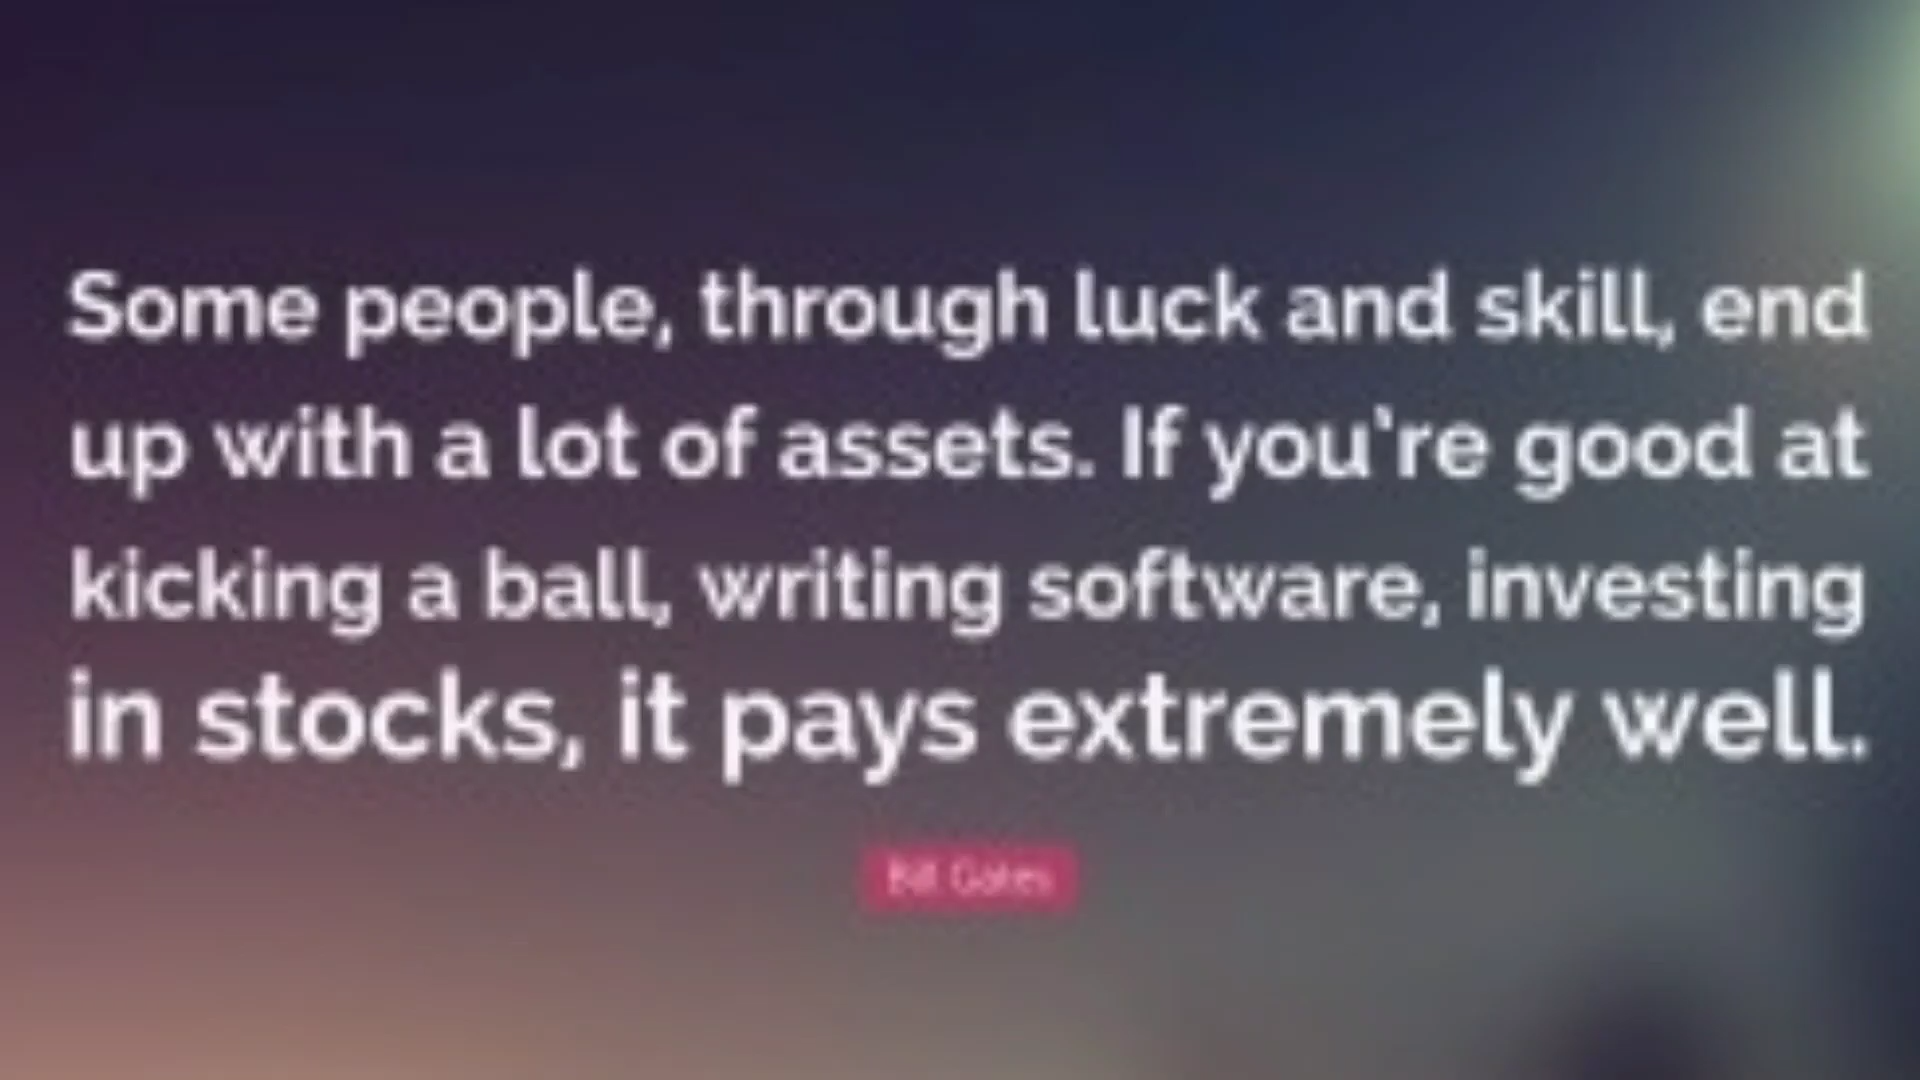 Some people, through luck and skill, end
up with a lot of assets. If you're good at
kicking a ball, writing software, investing
in stocks, it pays extremely well.
Bill Gates